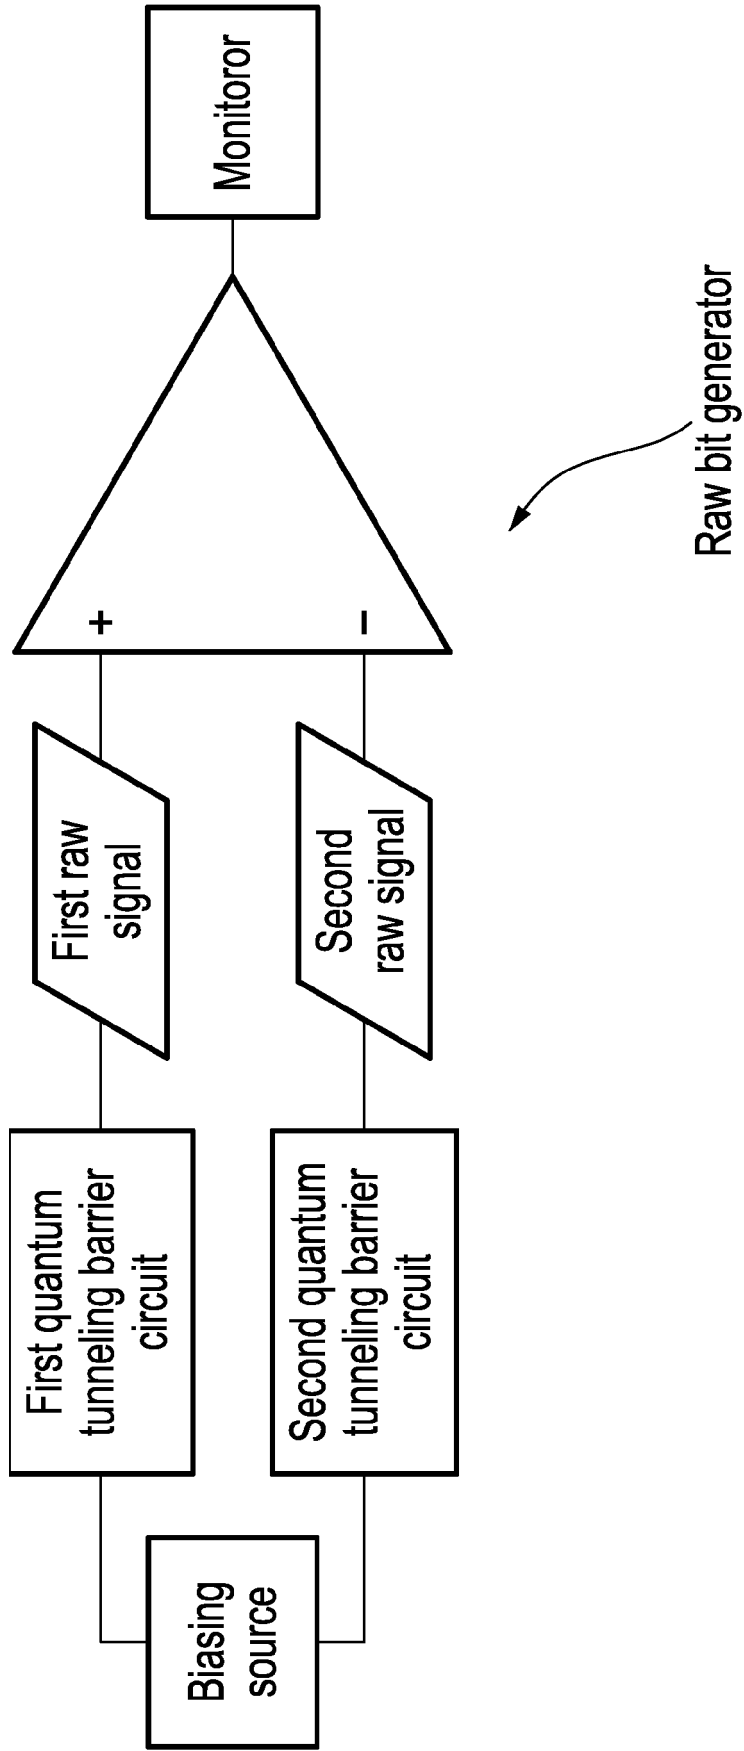 Biasing
source
First quantum
tunneling barrier
circuit
Second quantum
tunneling barrier
circuit
First raw
signal
Second
raw signal
+
–
Monitoror
Raw bit generator